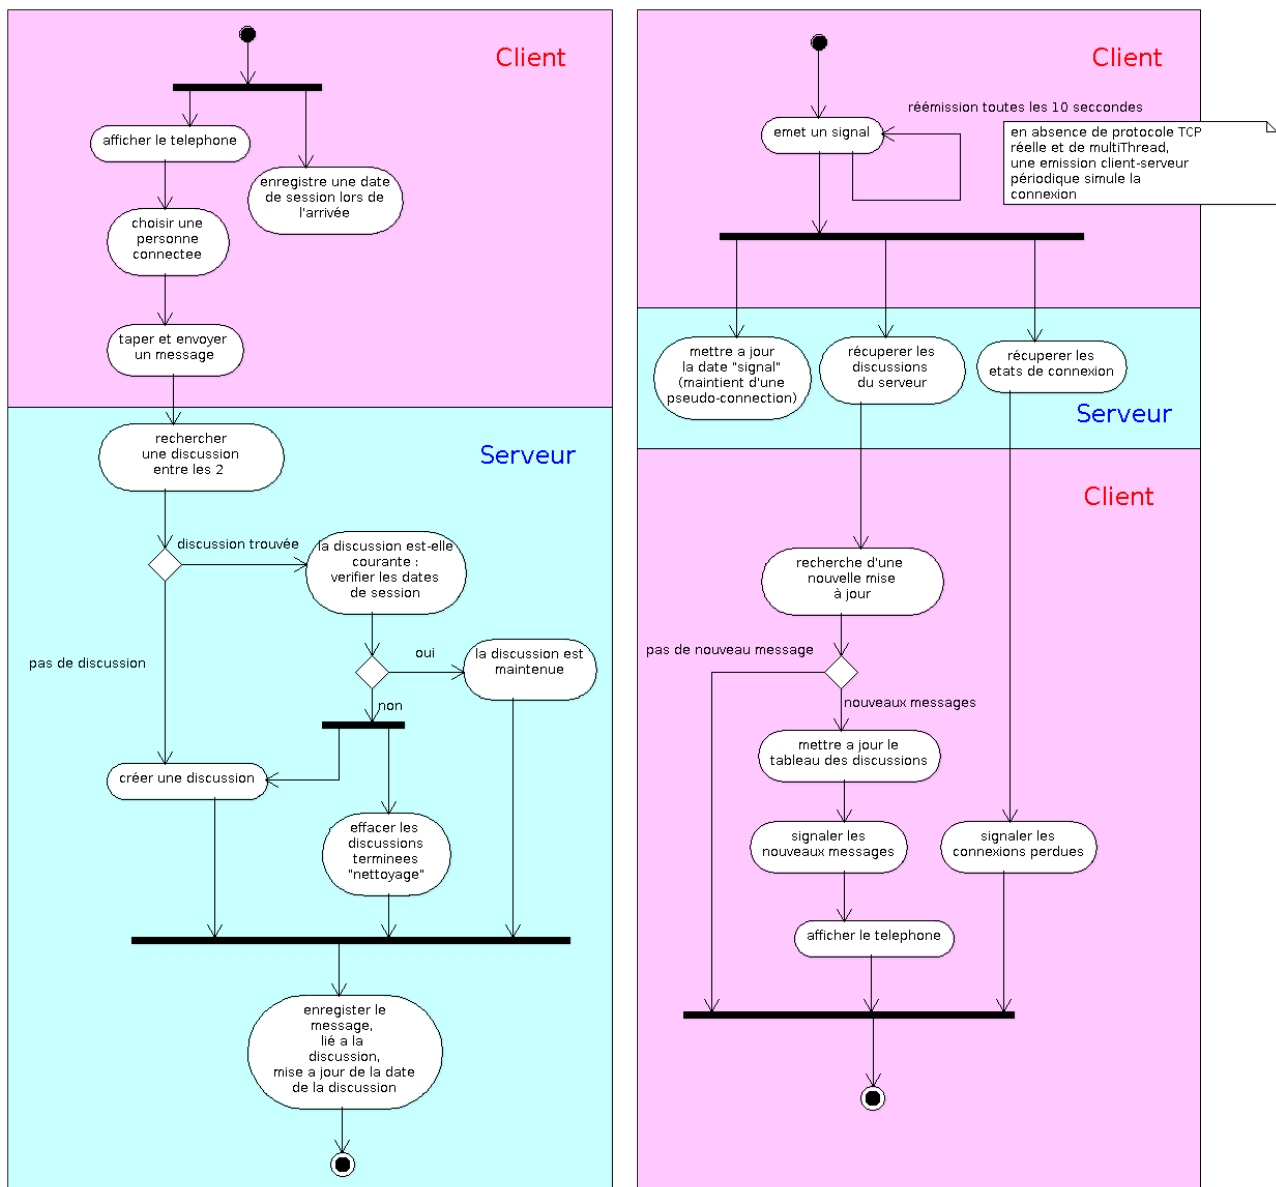 Client
afficher le telephone
enregistre une date
de session lors de
l'arrivée
choisir une
personne
connectee
taper et envoyer
un message
Serveur
rechercher
une discussion
entre les 2
discussion trouvée
la discussion est-elle
courante :
verifier les dates
de session
pas de discussion
oui
la discussion est
maintenue
non
créer une discussion
effacer les
discussions
terminees
"nettoyage"
enregister le
message,
lié a la
discussion,
mise a jour de la date
de la discussion
Client
réémission toutes les 10 seccondes
emet un signal
en absence de protocole TCP
réelle et de multiThread,
une emission client-serveur
périodique simule la
connexion
mettre a jour
la date "signal"
(maintient d'une
pseudo-connection)
récuperer les
discussions
du serveur
récuperer les
etats de connexion
Serveur
Client
recherche d'une
nouvelle mise
à jour
pas de nouveau message
nouveaux messages
mettre a jour le
tableau des discussions
signaler les
nouveaux messages
signaler les
connexions perdues
afficher le telephone